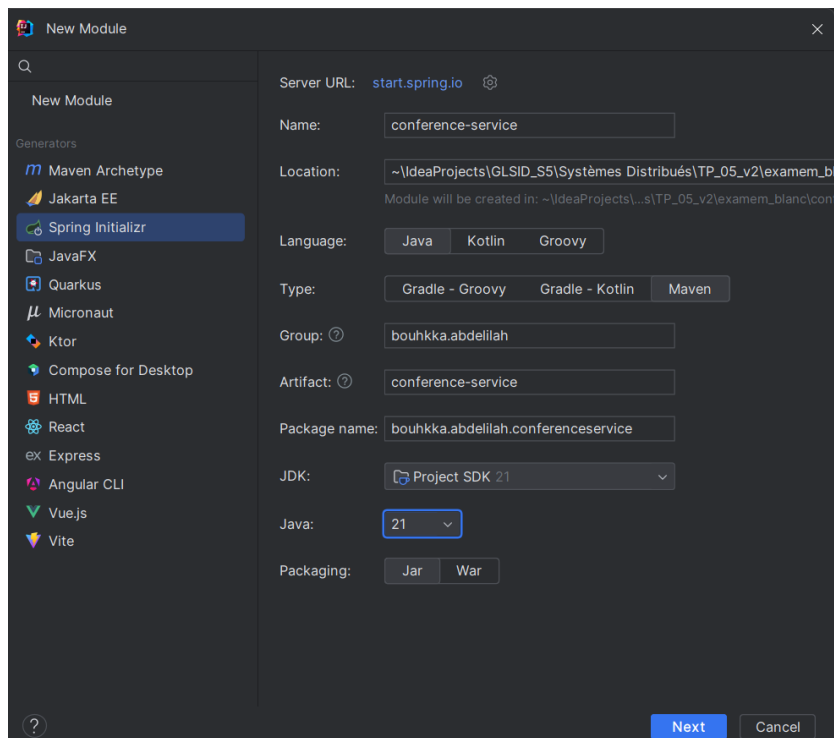 New Module
New Module
Generators
Maven Archetype
Jakarta EE
Spring Initializr
JavaFX
Quarkus
Micronaut
Ktor
Compose for Desktop
HTML
React
Express
Angular CLI
Vue.js
Vite
Server URL: start.spring.io
Name: conference-service
Location: ~\IdeaProjects\GLSID_S5\Systèmes Distribués\TP_05_v2\examem_bl
Module will be created in: ~\IdeaProjects\...s\TP_05_v2\examem_blanc\con
Language: Java Kotlin Groovy
Type: Gradle - Groovy Gradle - Kotlin Maven
Group: bouhkka.abdelilah
Artifact: conference-service
Package name: bouhkka.abdelilah.conferenceservice
JDK: Project SDK 21
Java: 21
Packaging: Jar War
? Next Cancel